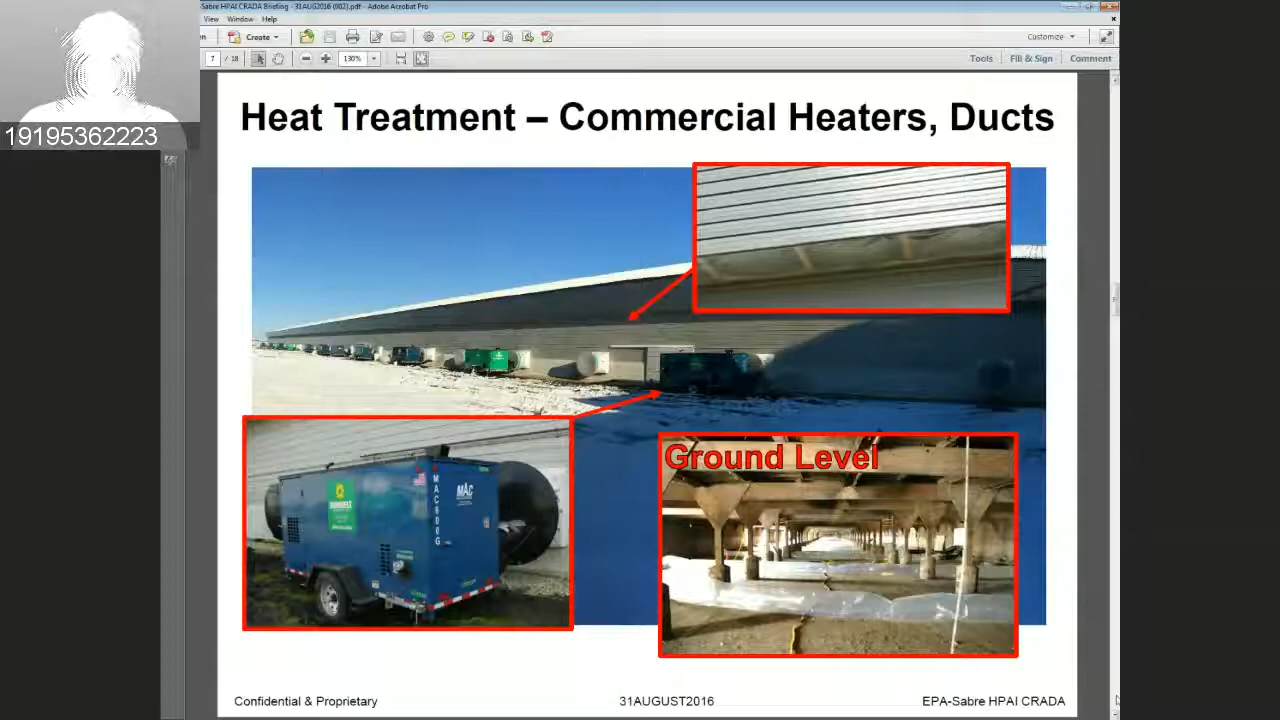 -Sabre HPAI CRADA Briefing - 31AUG2016 (002).pdf - Adobe Acrobat Pro
View Window Help
Create
Customize
7 / 18
130%
Tools Fill & Sign Comment
19195362223
Heat Treatment – Commercial Heaters, Ducts
MAC800G
MAC
Ground Level
Confidential & Proprietary
31AUGUST2016
EPA-Sabre HPAI CRADA